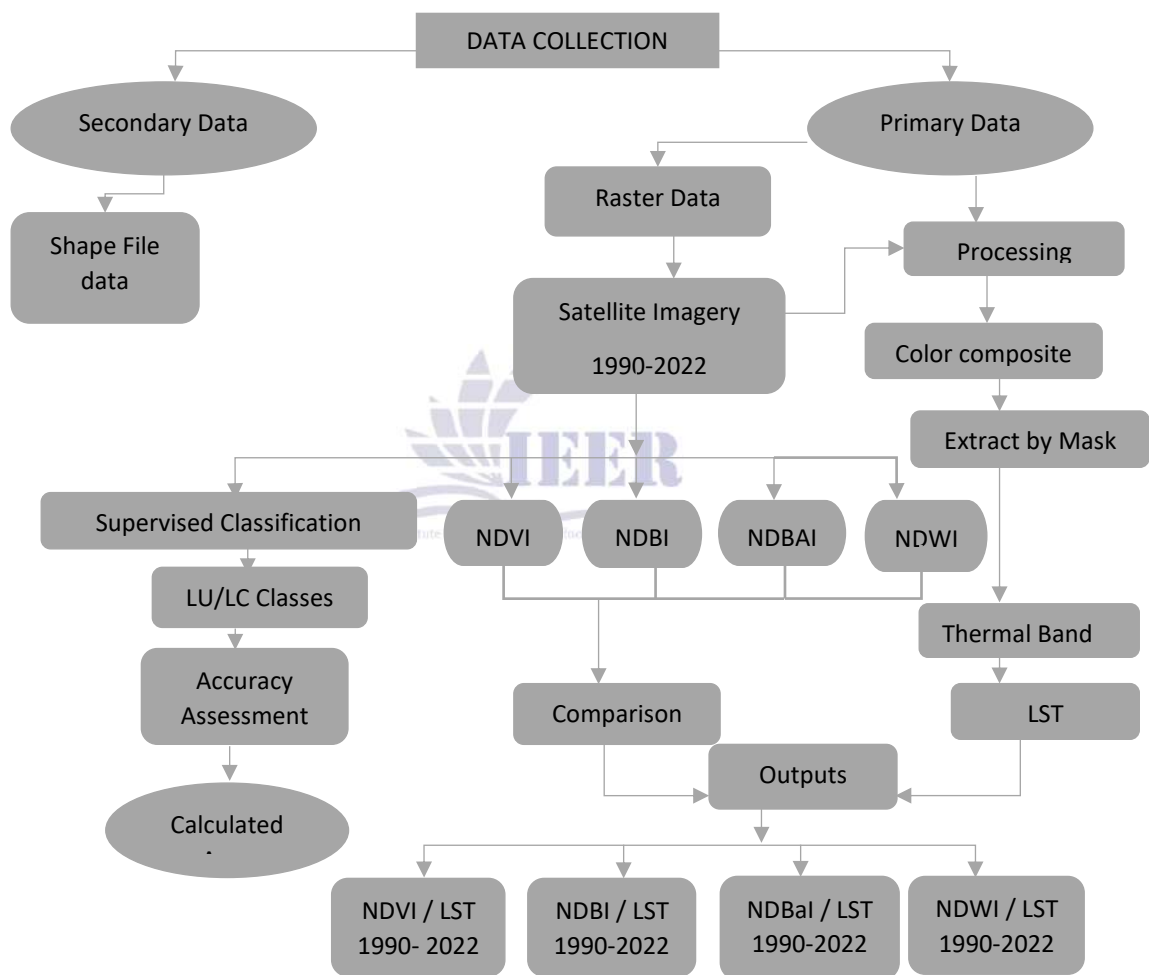 DATA COLLECTION
Secondary Data
Primary Data
Raster Data
Shape File
data
Processing
Satellite Imagery
1990-2022
Color composite
IEER
Extract by Mask
Supervised Classification
NDVI
NDBI
NDBAI
NDWI
LU/LC Classes
Thermal Band
Accuracy
Assessment
Comparison
LST
Outputs
Calculated
NDVI / LST
1990- 2022
NDBI / LST
1990-2022
NDBaI / LST
1990-2022
NDWI / LST
1990-2022